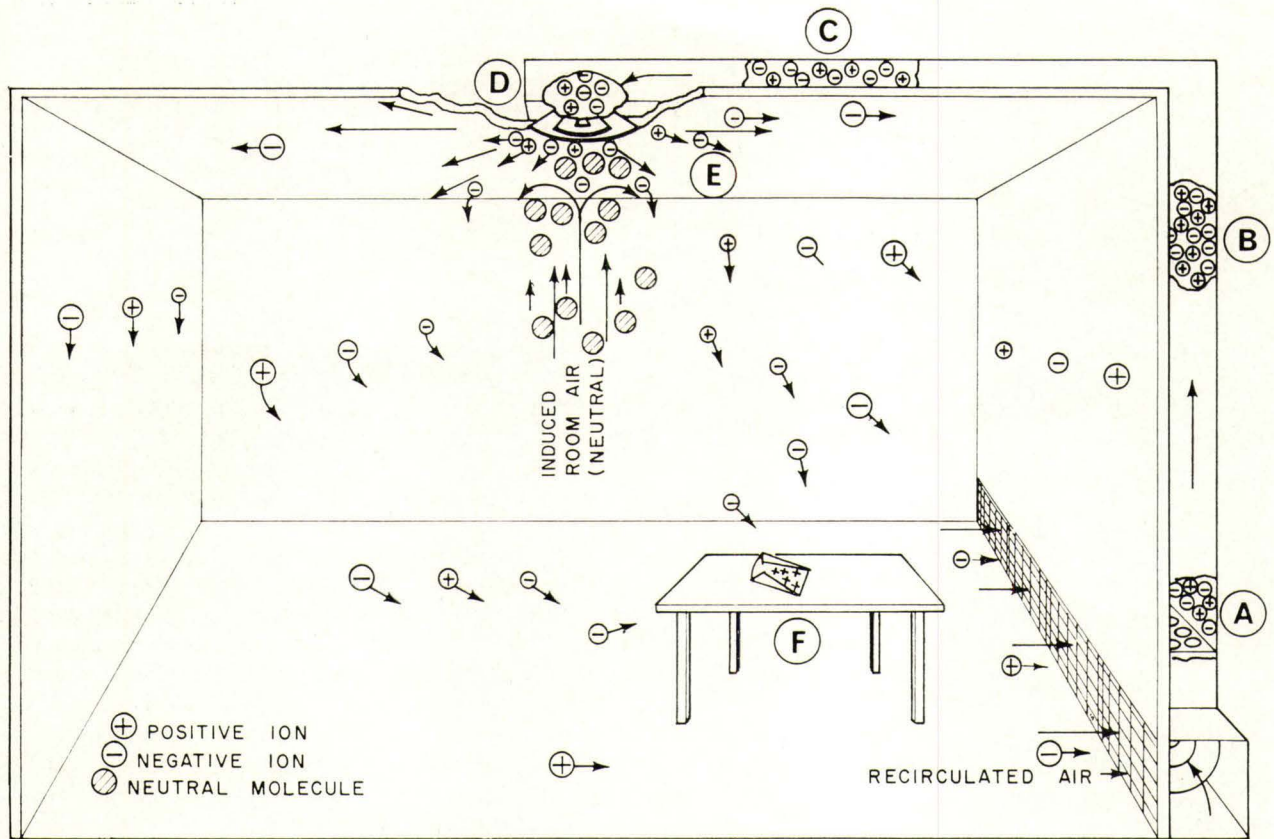 C
D
E
B
INDUCED
ROOM AIR
(NEUTRAL)
A
F
⊕ POSITIVE ION
⊖ NEGATIVE ION
NEUTRAL MOLECULE
RECIRCULATED AIR